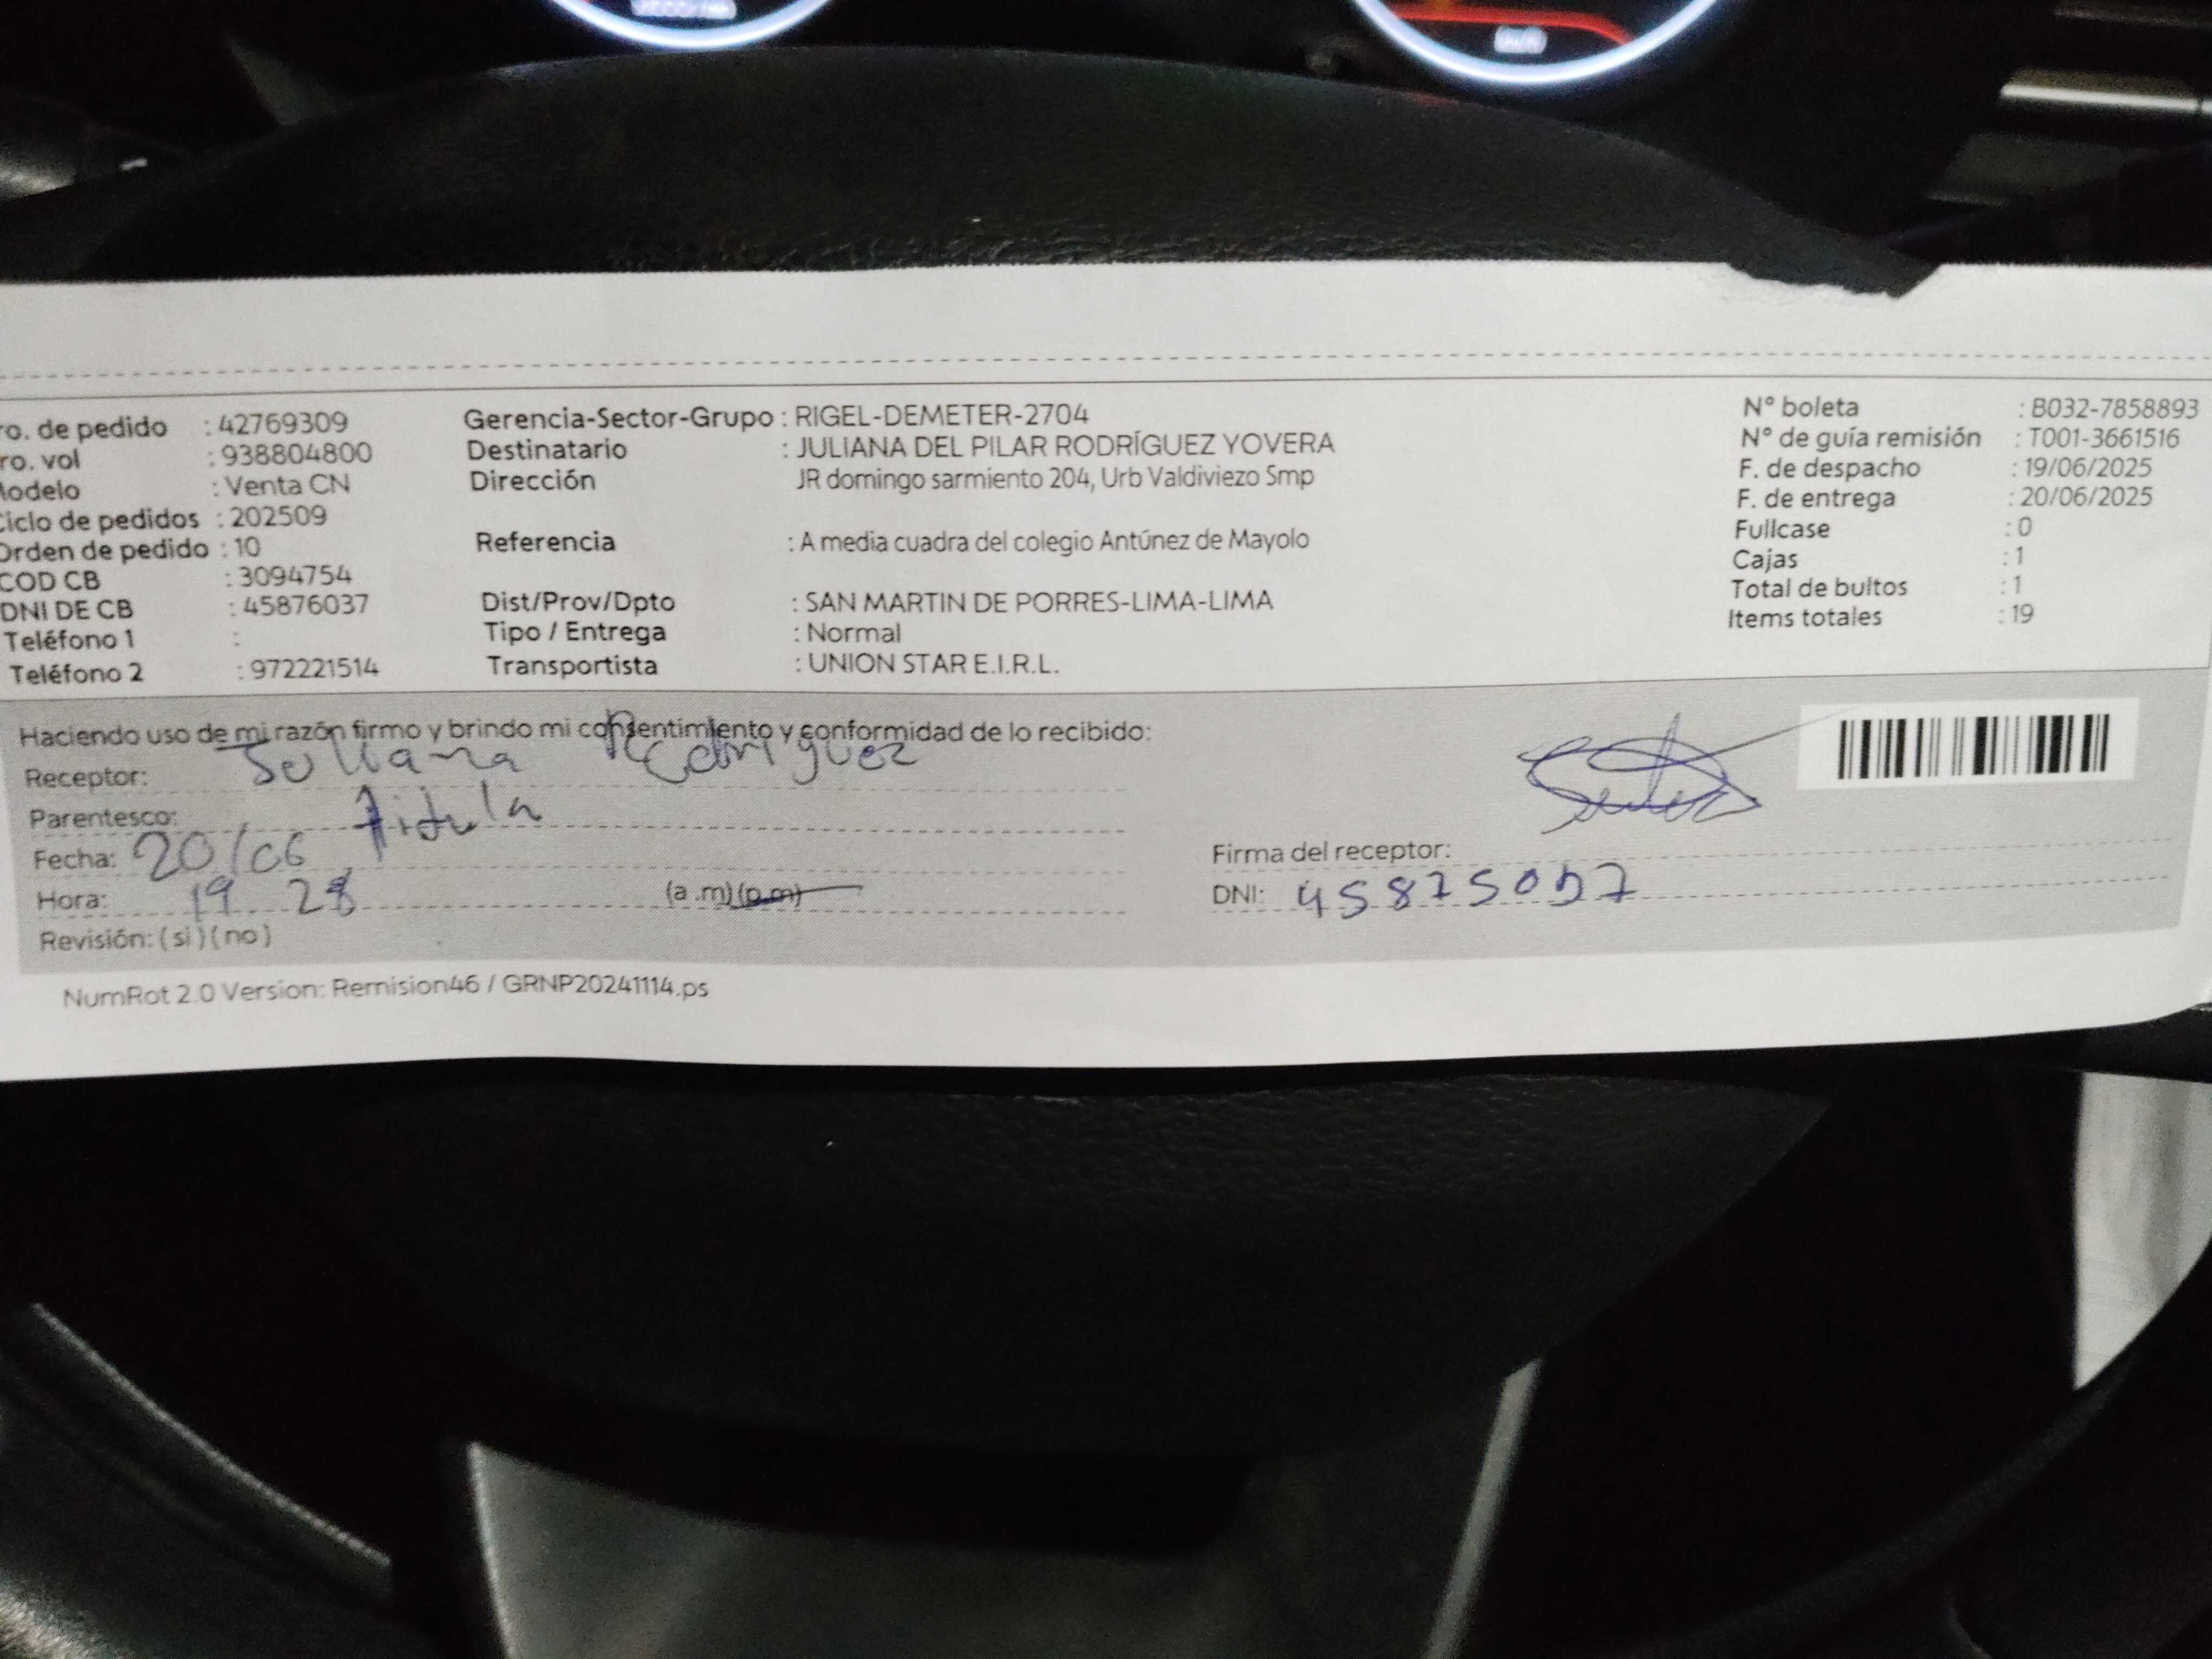 ro. de pedido : 42769309
ro. vol : 938804800
Modelo : Venta CN
Ciclo de pedidos : 202509
Orden de pedido : 10
COD CB : 3094754
DNI DE CB : 45876037
Teléfono 1 :
Teléfono 2 : 972221514
Gerencia-Sector-Grupo : RIGEL-DEMETER-2704
Destinatario : JULIANA DEL PILAR RODRÍGUEZ YOVERA
Dirección JR domingo sarmiento 204, Urb Valdiviezo Smp
Referencia : A media cuadra del colegio Antúnez de Mayolo
Dist/Prov/Dpto : SAN MARTIN DE PORRES-LIMA-LIMA
Tipo / Entrega : Normal
Transportista : UNION STAR E.I.R.L.
N° boleta : B032-7858893
N° de guía remisión : T001-3661516
F. de despacho : 19/06/2025
F. de entrega : 20/06/2025
Fullcase : 0
Cajas : 1
Total de bultos : 1
Items totales : 19
Haciendo uso de mi razón firmo y brindo mi consentimiento y conformidad de lo recibido:
Receptor: Juliana Rodriguez
Parentesco: titula
Fecha: 20/06
Hora: 19 28 (a .m)(p.m)
Revisión: (si)(no)
Firma del receptor:
DNI:
NumRot 2.0 Version: Remision46 / GRNP20241114.ps